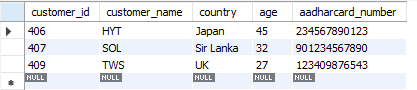 customer_id customer_name country age aadharcard_number
406 HYT Japan 45 234567890123
407 SOL Sir Lanka 32 901234567890
409 TWS UK 27 123409876543
NULL NULL NULL NULL NULL